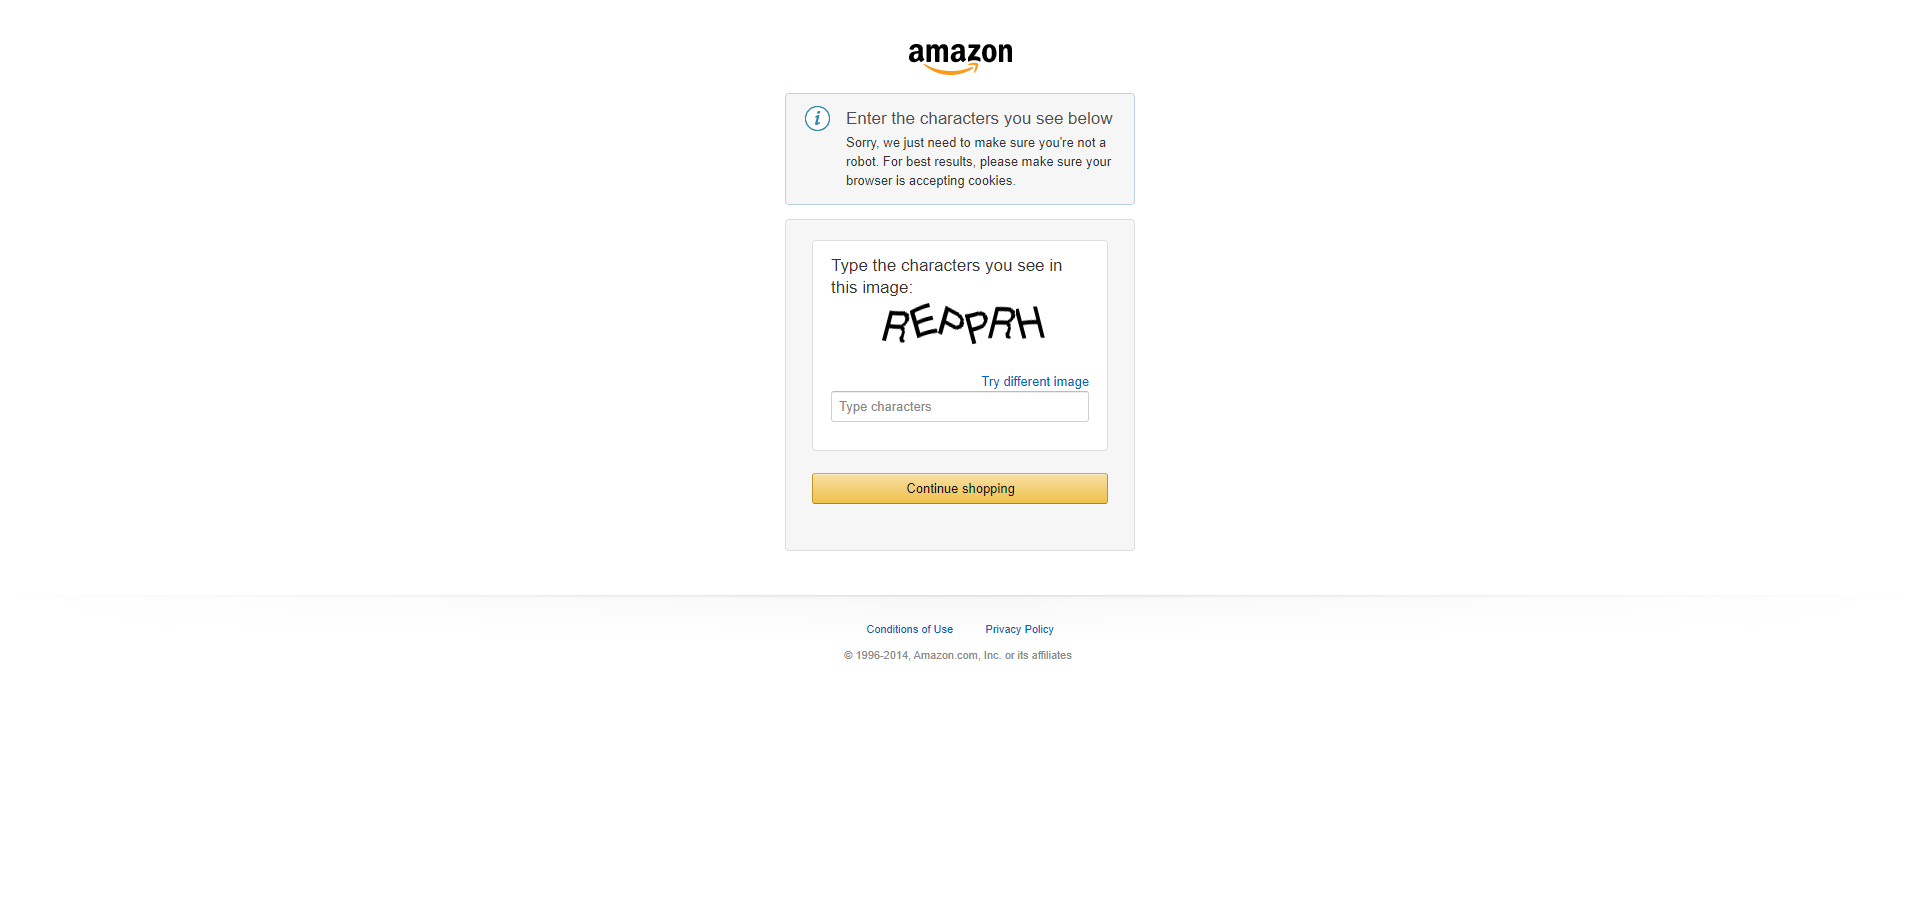 amazon
Enter the characters you see below
Sorry, we just need to make sure you're not a
robot. For best results, please make sure your
browser is accepting cookies.
Type the characters you see in
this image:
REPPRH
Try different image
Type characters
Continue shopping
Conditions of Use Privacy Policy
© 1996-2014, Amazon.com, Inc. or its affiliates